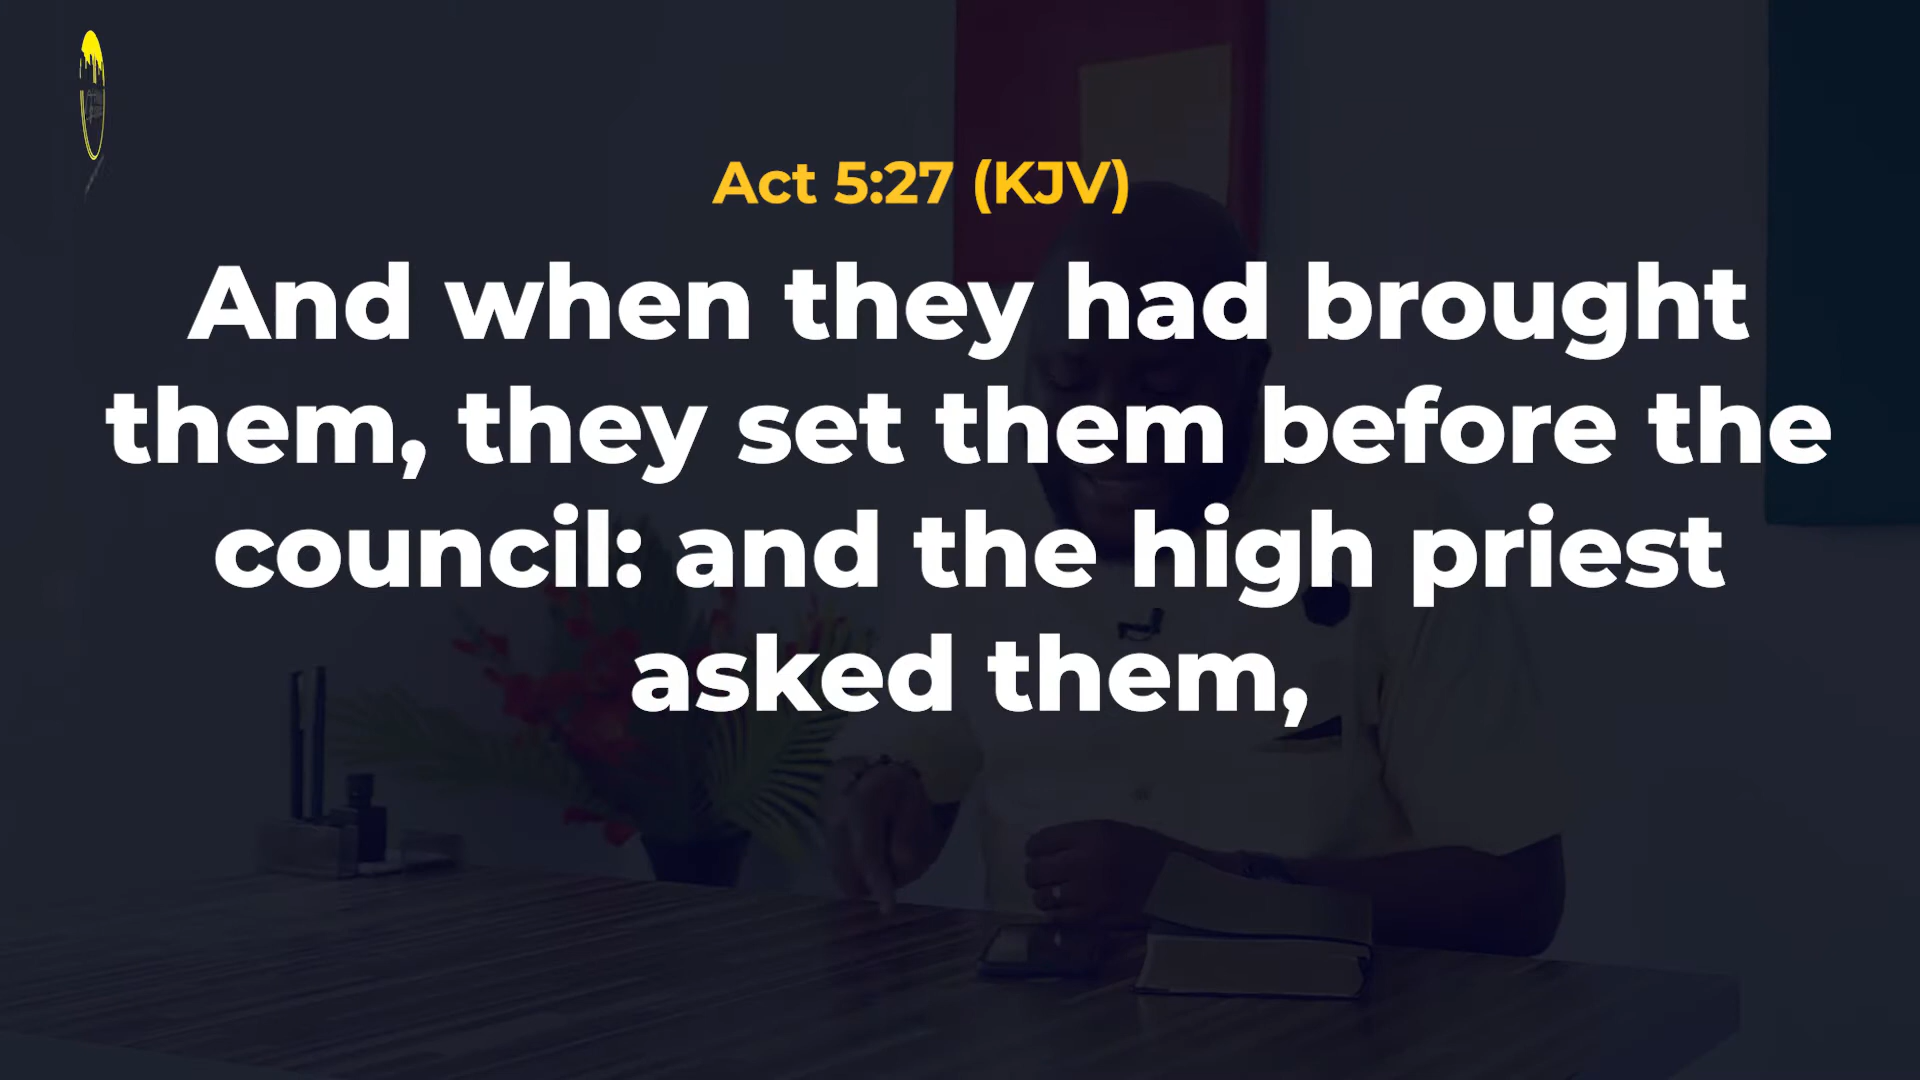 Act 5:27 (KJV)
And when they had brought
them, they set them before the
council: and the high priest
asked them,